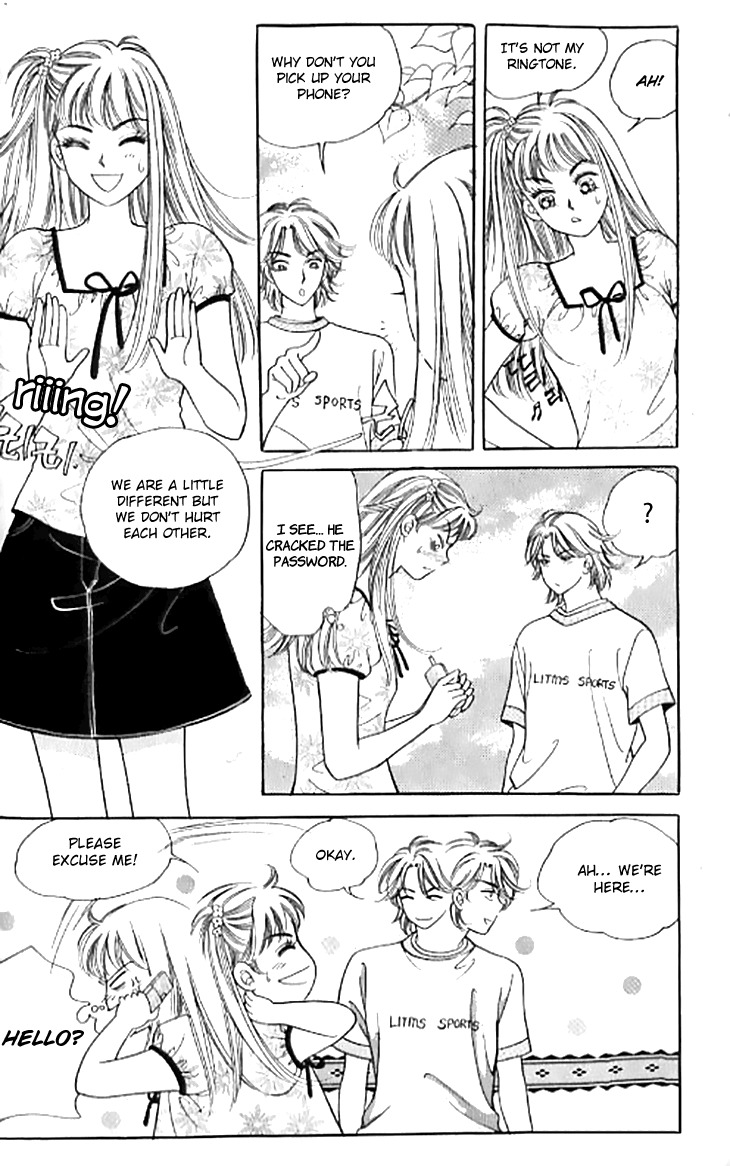 WE ARE A LITTLE
DIFFERENT BUT
WE DON'T HURT
EACH OTHER.
riiiing!
WHY DON'T YOU
PICK UP YOUR
PHONE?
SPORTS
IT'S NOT MY
RINGTONE.
AH!
I SEE... HE
CRACKED THE
PASSWORD.
?
LITMS SPORTS
PLEASE
EXCUSE ME!
HELLO?
OKAY.
AH... WE'RE
HERE...
LITMS SPORTS